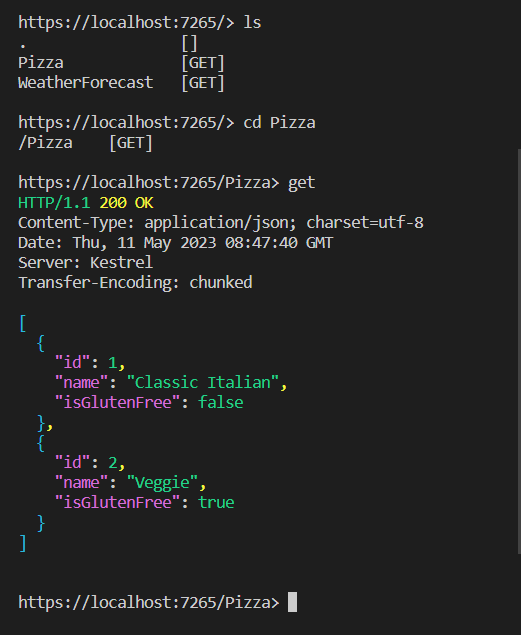 https://localhost:7265/> ls
.                 []
Pizza             [GET]
WeatherForecast   [GET]

https://localhost:7265/> cd Pizza
/Pizza    [GET]

https://localhost:7265/Pizza> get
HTTP/1.1 200 OK
Content-Type: application/json; charset=utf-8
Date: Thu, 11 May 2023 08:47:40 GMT
Server: Kestrel
Transfer-Encoding: chunked

[
  {
    "id": 1,
    "name": "Classic Italian",
    "isGlutenFree": false
  },
  {
    "id": 2,
    "name": "Veggie",
    "isGlutenFree": true
  }
]

https://localhost:7265/Pizza>